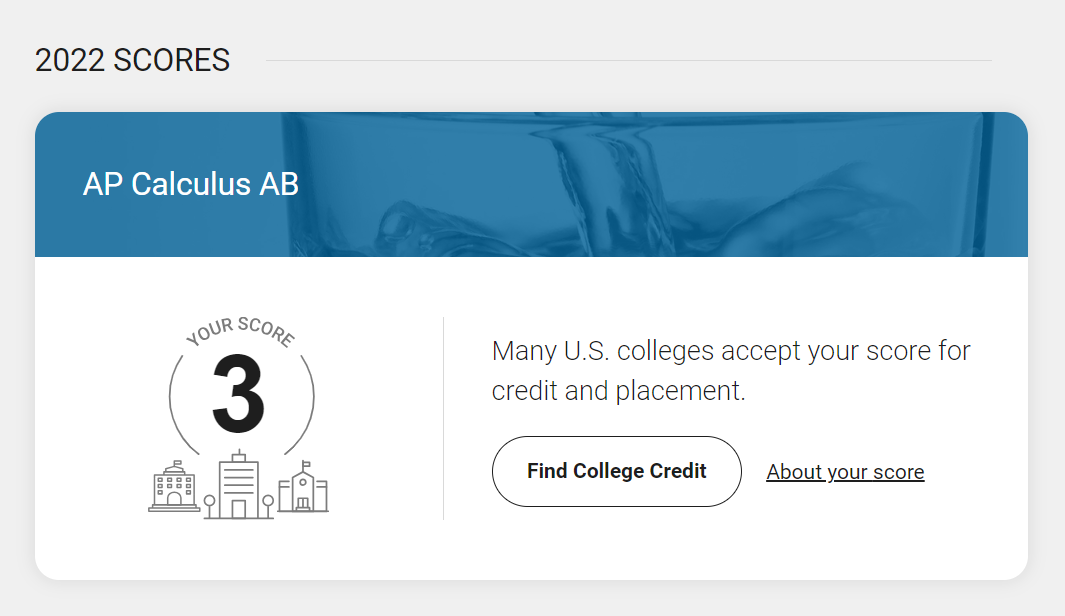 2022 SCORES
AP Calculus AB
YOUR SCORE
3
Many U.S. colleges accept your score for
credit and placement.
Find College Credit
About your score